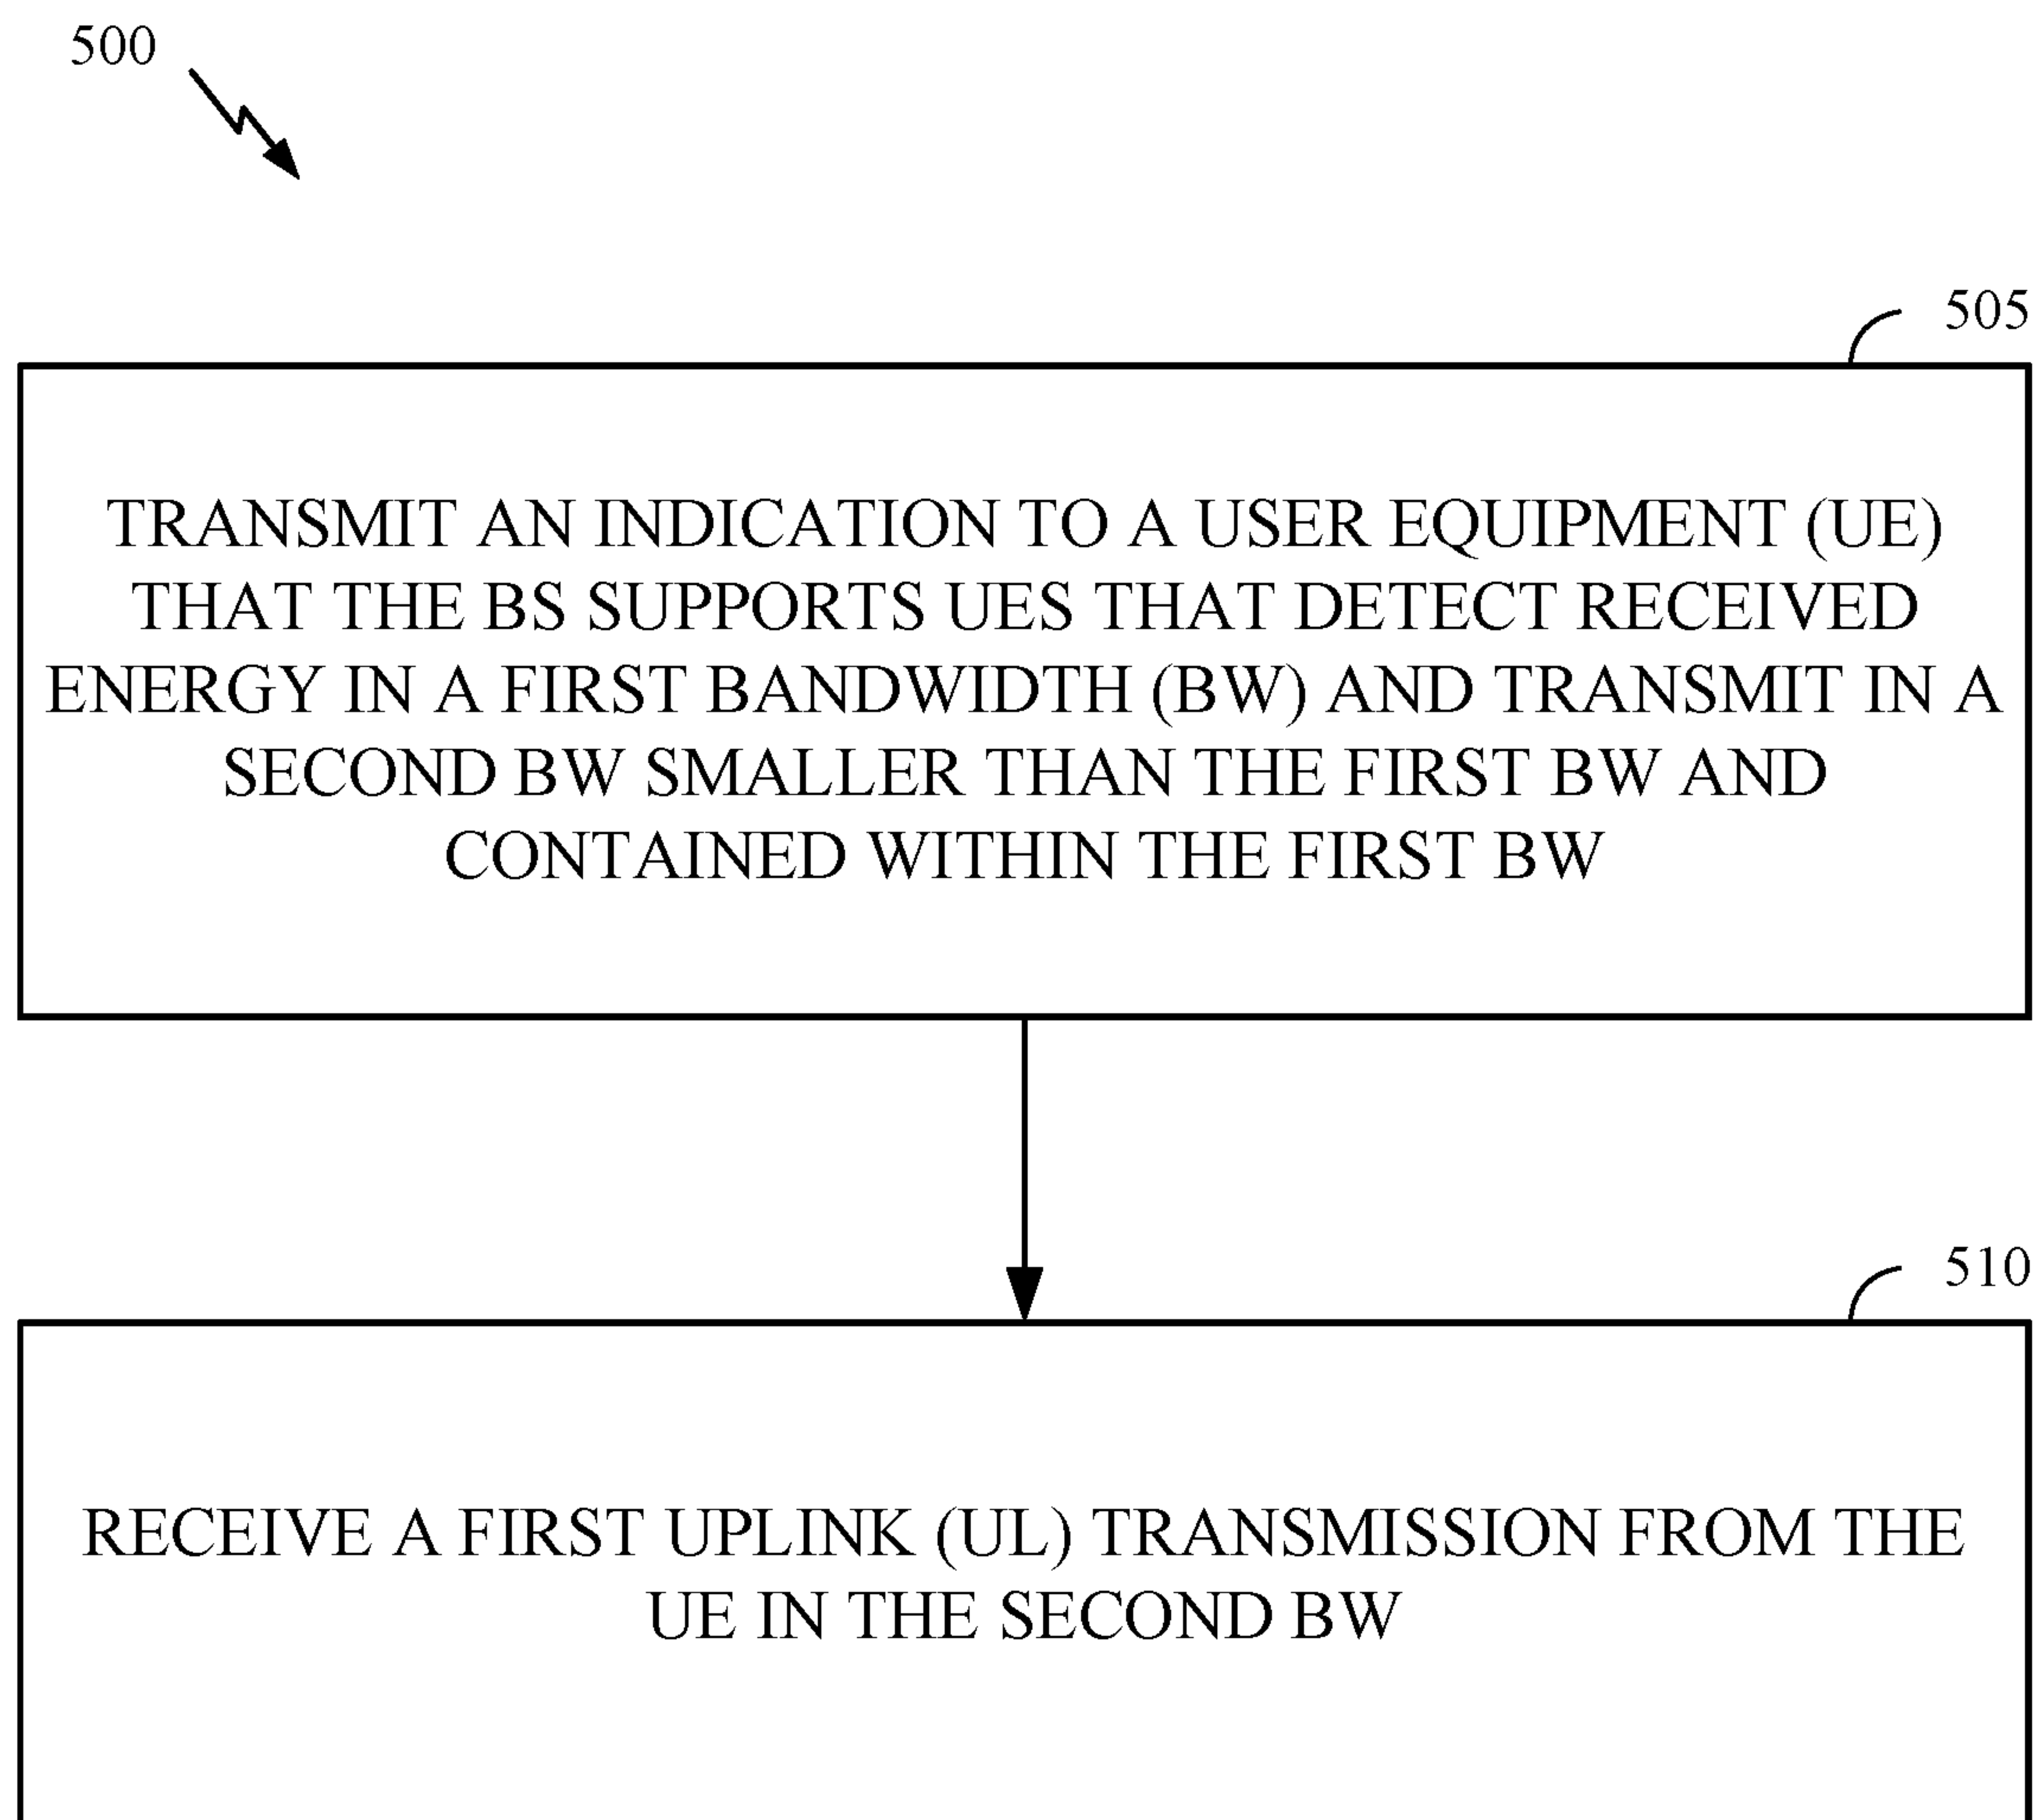 500
505
TRANSMIT AN INDICATION TO A USER EQUIPMENT (UE)
THAT THE BS SUPPORTS UES THAT DETECT RECEIVED
ENERGY IN A FIRST BANDWIDTH (BW) AND TRANSMIT IN A
SECOND BW SMALLER THAN THE FIRST BW AND
CONTAINED WITHIN THE FIRST BW
510
RECEIVE A FIRST UPLINK (UL) TRANSMISSION FROM THE
UE IN THE SECOND BW